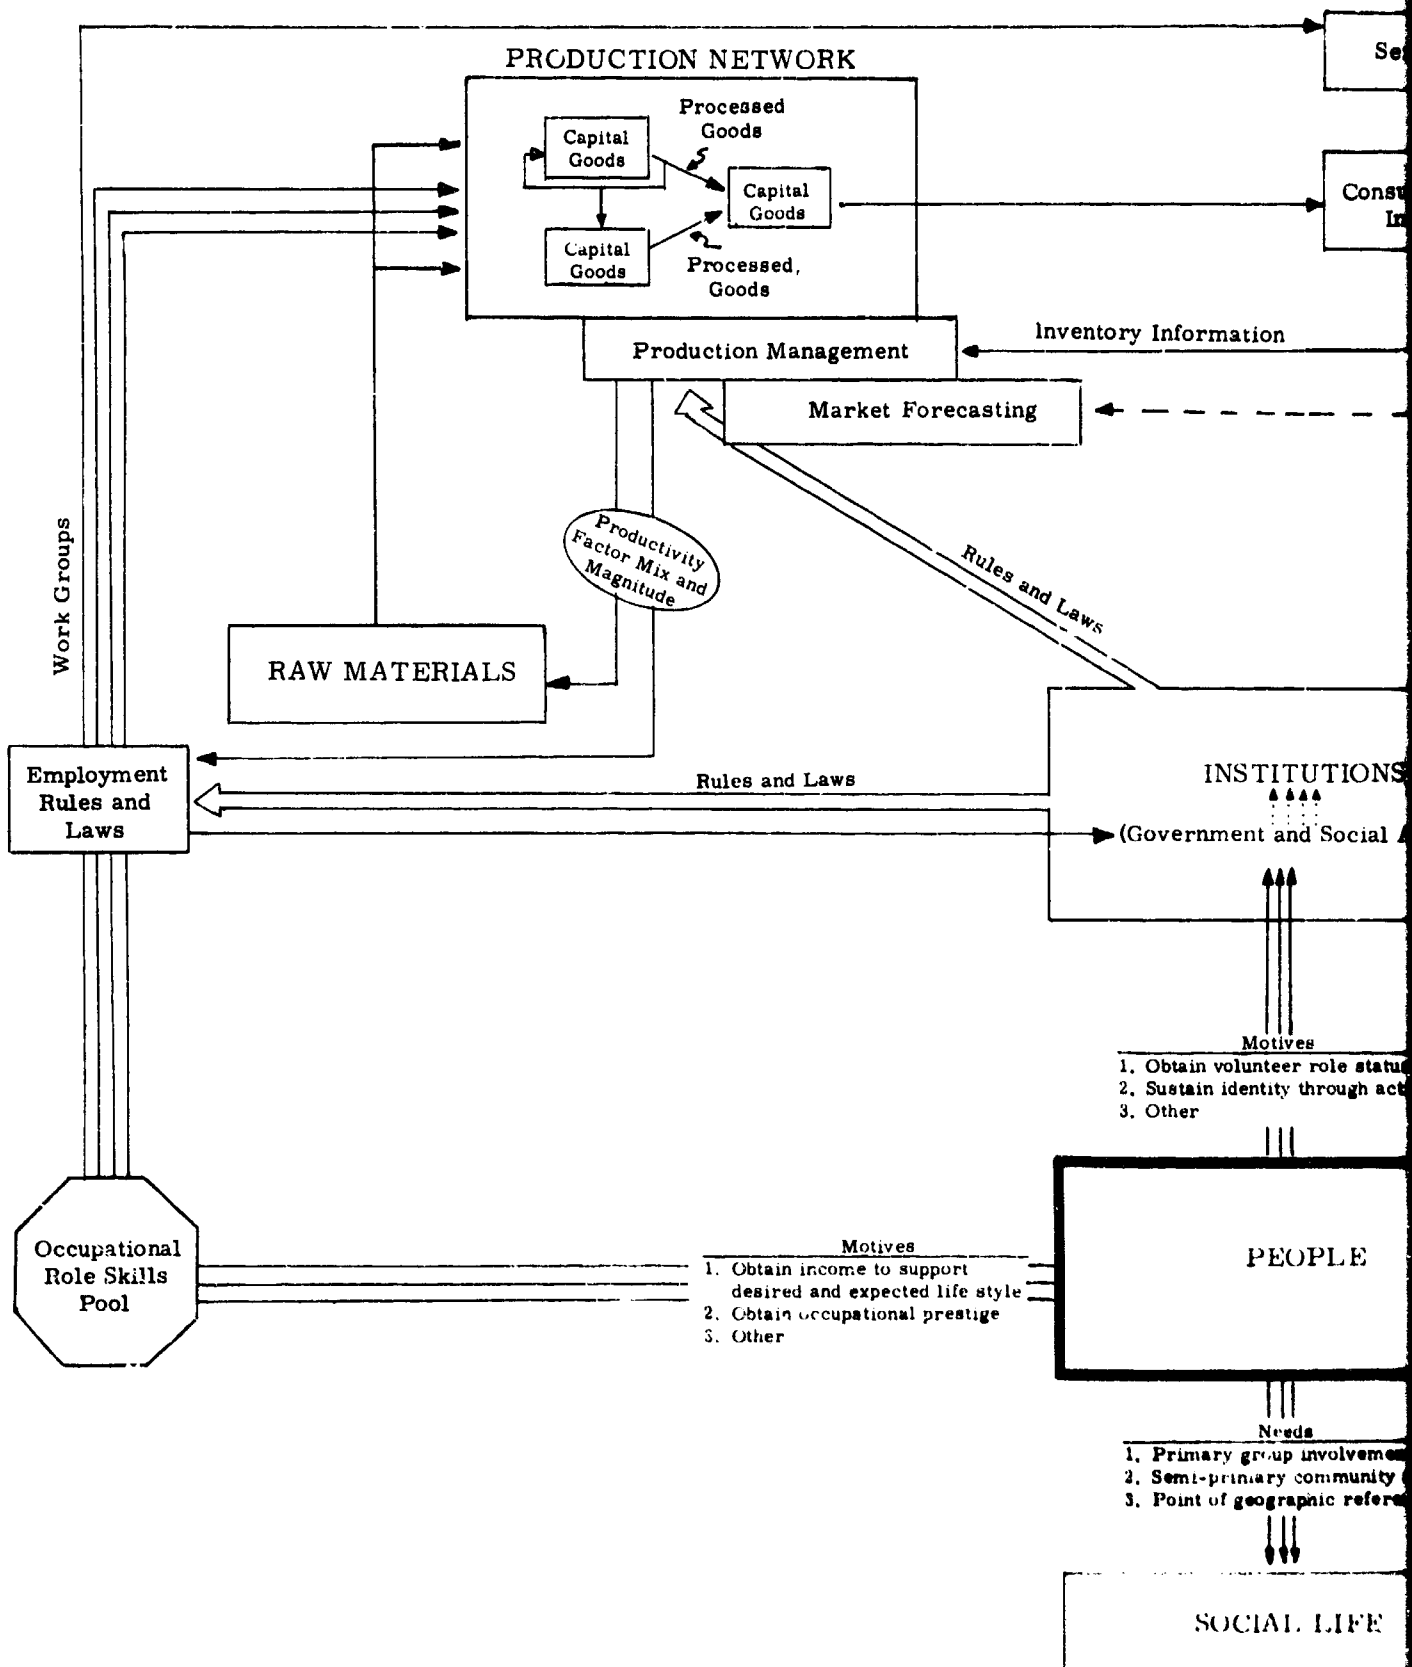 PRODUCTION NETWORK
Processed
Goods
Capital
Goods
Capital
Goods
Capital
Goods
Processed,
Goods
Inventory Information
Production Management
Market Forecasting
Work Groups
Productivity
Factor Mix and
Magnitude
Rules and Laws
RAW MATERIALS
Employment
Rules and
Laws
Rules and Laws
INSTITUTIONS
(Government and Social
Motives
1. Obtain volunteer role
2. Sustain identity through
3. Other
Occupational
Role Skills
Pool
Motives
1. Obtain income to support
desired and expected life style
2. Obtain occupational prestige
3. Other
PEOPLE
Needs
1. Primary group
2. Semi-primary community
3. Point of geographic
SOCIAL LIFE